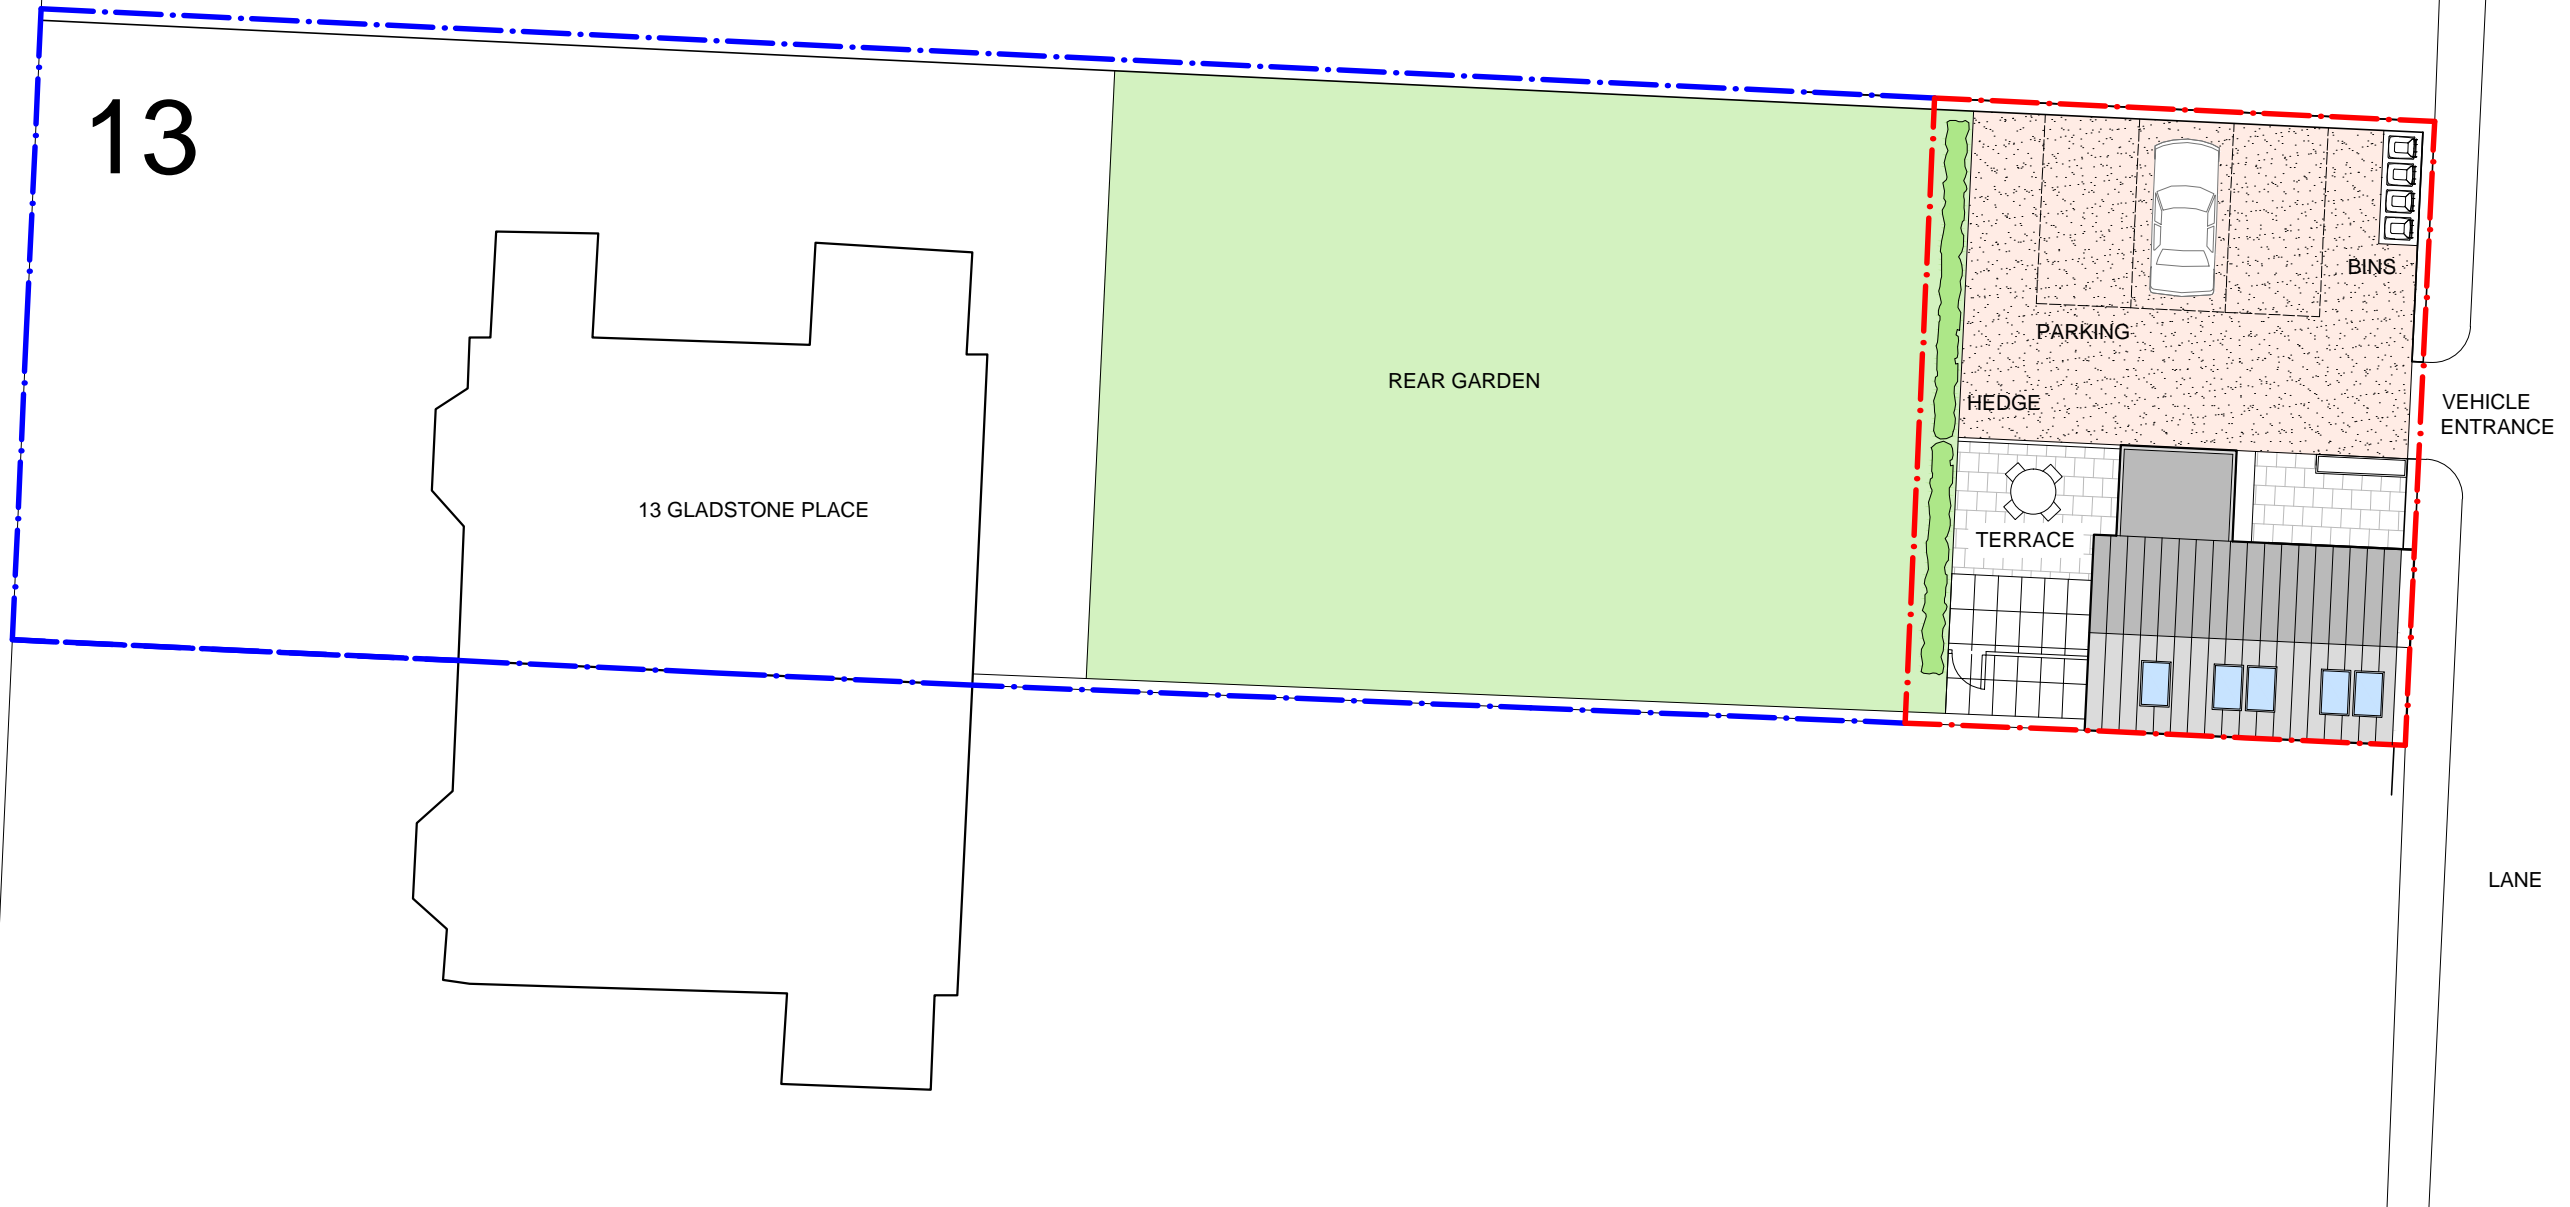 13
BINS
PARKING
REAR GARDEN
HEDGE
VEHICLE
ENTRANCE
13 GLADSTONE PLACE
TERRACE
LANE